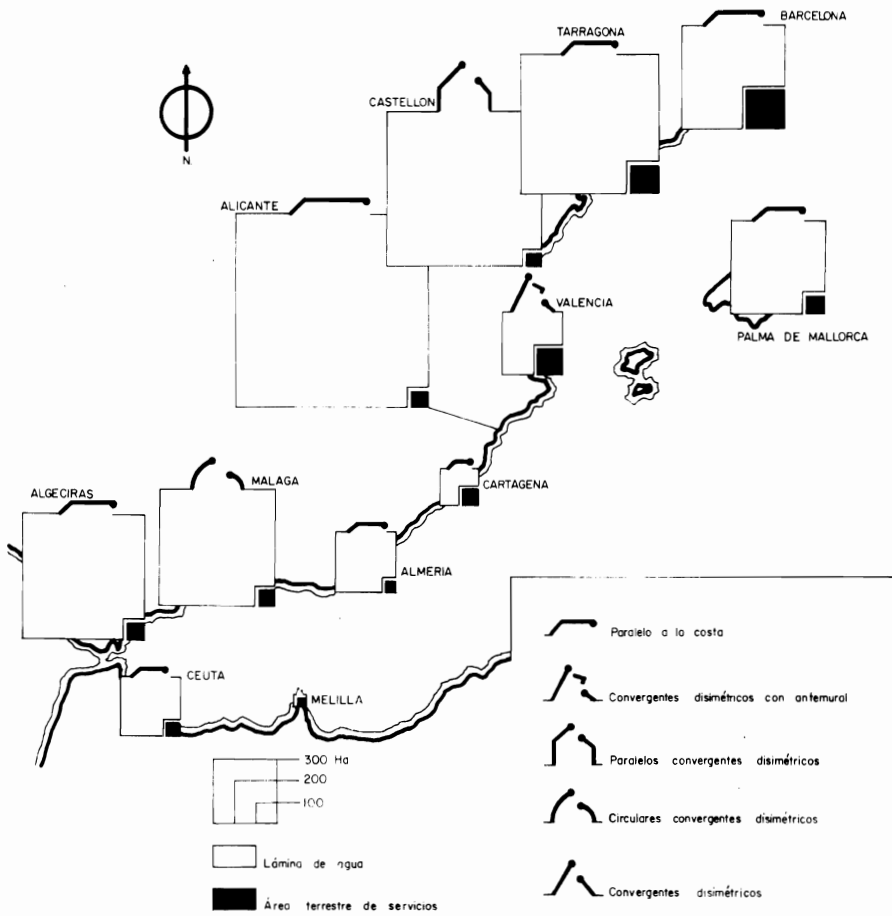 BARCELONA
TARRAGONA
CASTELLON
N.
ALICANTE
VALENCIA
PALMA DE MALLORCA
MALAGA
CARTAGENA
ALGECIRAS
ALMERIA
CEUTA
MELILLA
Paralelo a la costa
Convergentes disimétricos con antemural
Paralelos convergentes disimétricos
Circulares convergentes disimétricos
Convergentes disimétricos
300 Ha
200
100
Lámina de agua
Área terrestre de servicios